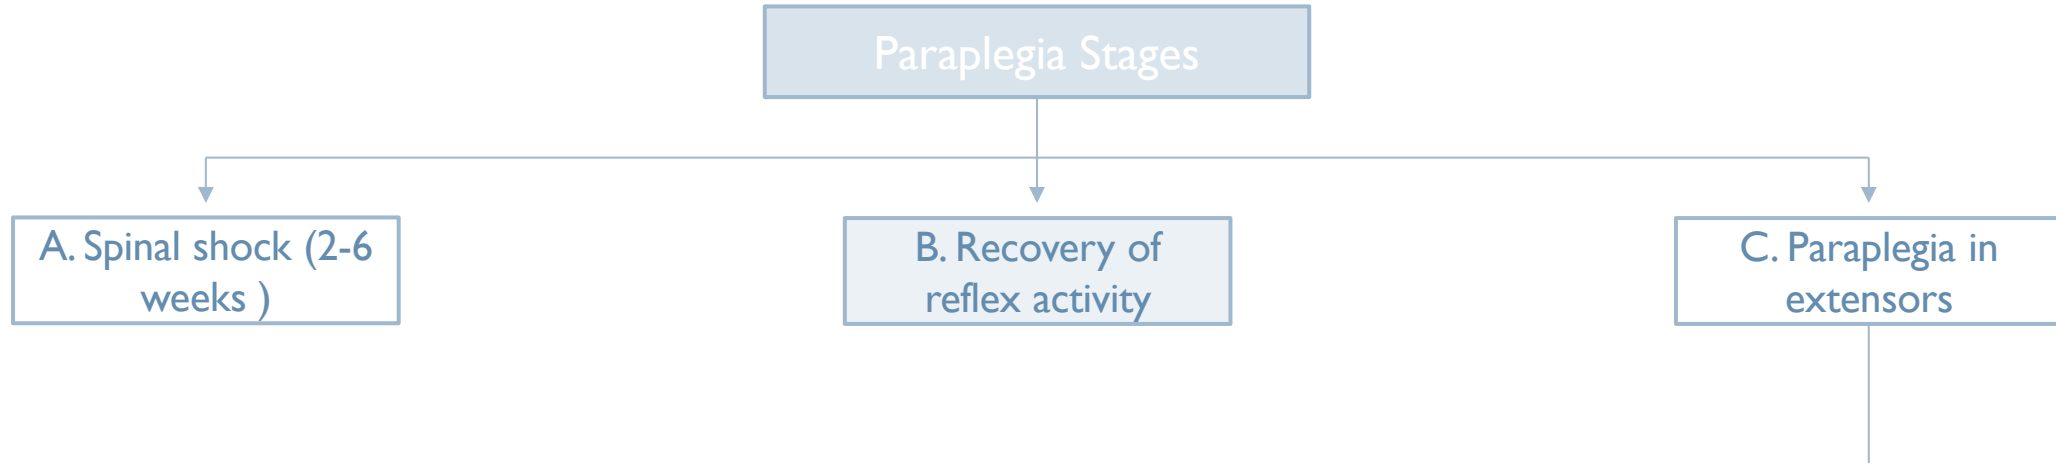 Paraplegia Stages
A. Spinal shock (2-6
weeks )
B. Recovery of
reflex activity
C. Paraplegia in
extensors